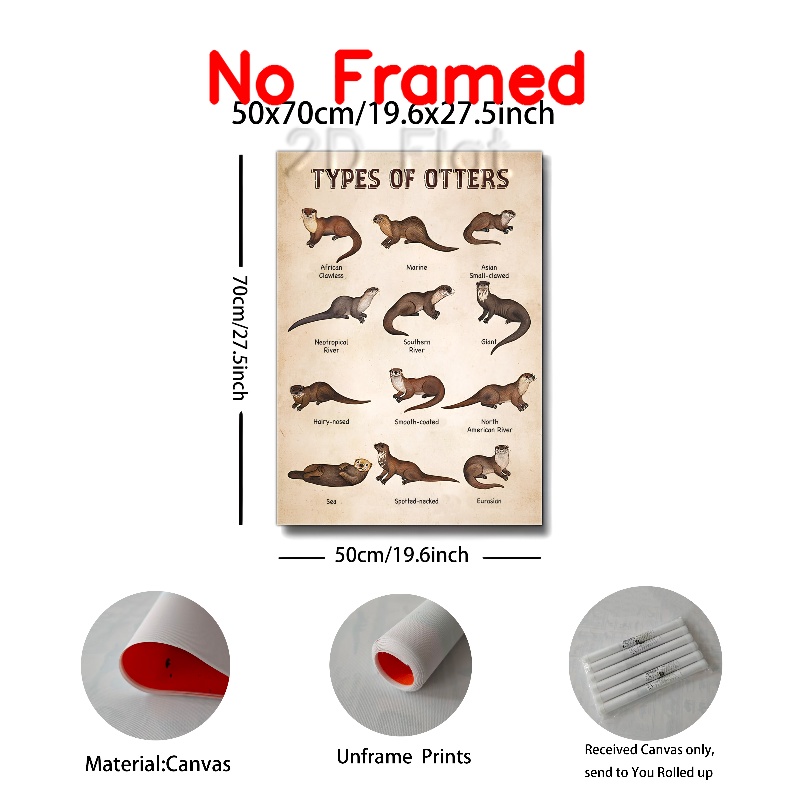 No Framed
50x70cm/19.6x27.5inch
2D Flat
TYPES OF OTTERS
African
Clawless
Marine
Asian
Small-clawed
Neotropical
River
Southern
River
Giant
Hairy-nosed
Smooth-coated
North
American River
Sea
Spotted-necked
Eurasian
70cm/27.5inch
50cm/19.6inch
Material:Canvas
Unframe Prints
Received Canvas only,
send to You Rolled up